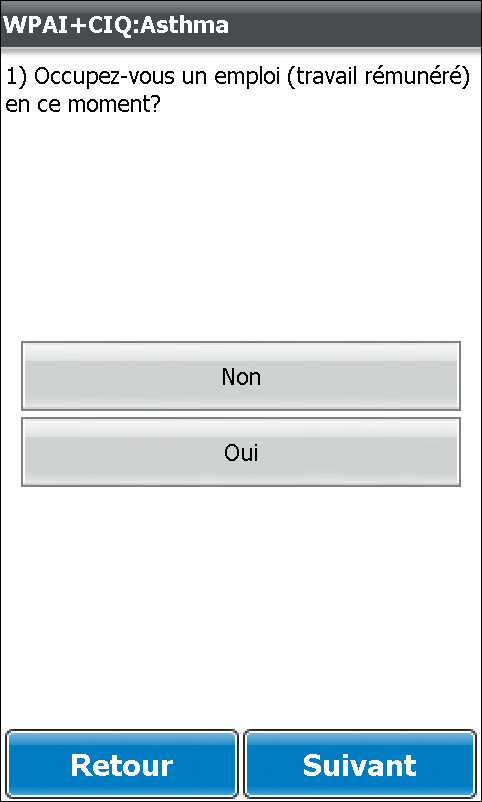 WPAI+CIQ:Asthma
1) Occupez-vous un emploi (travail rémunéré)
en ce moment?
Non
Oui
Retour
Suivant